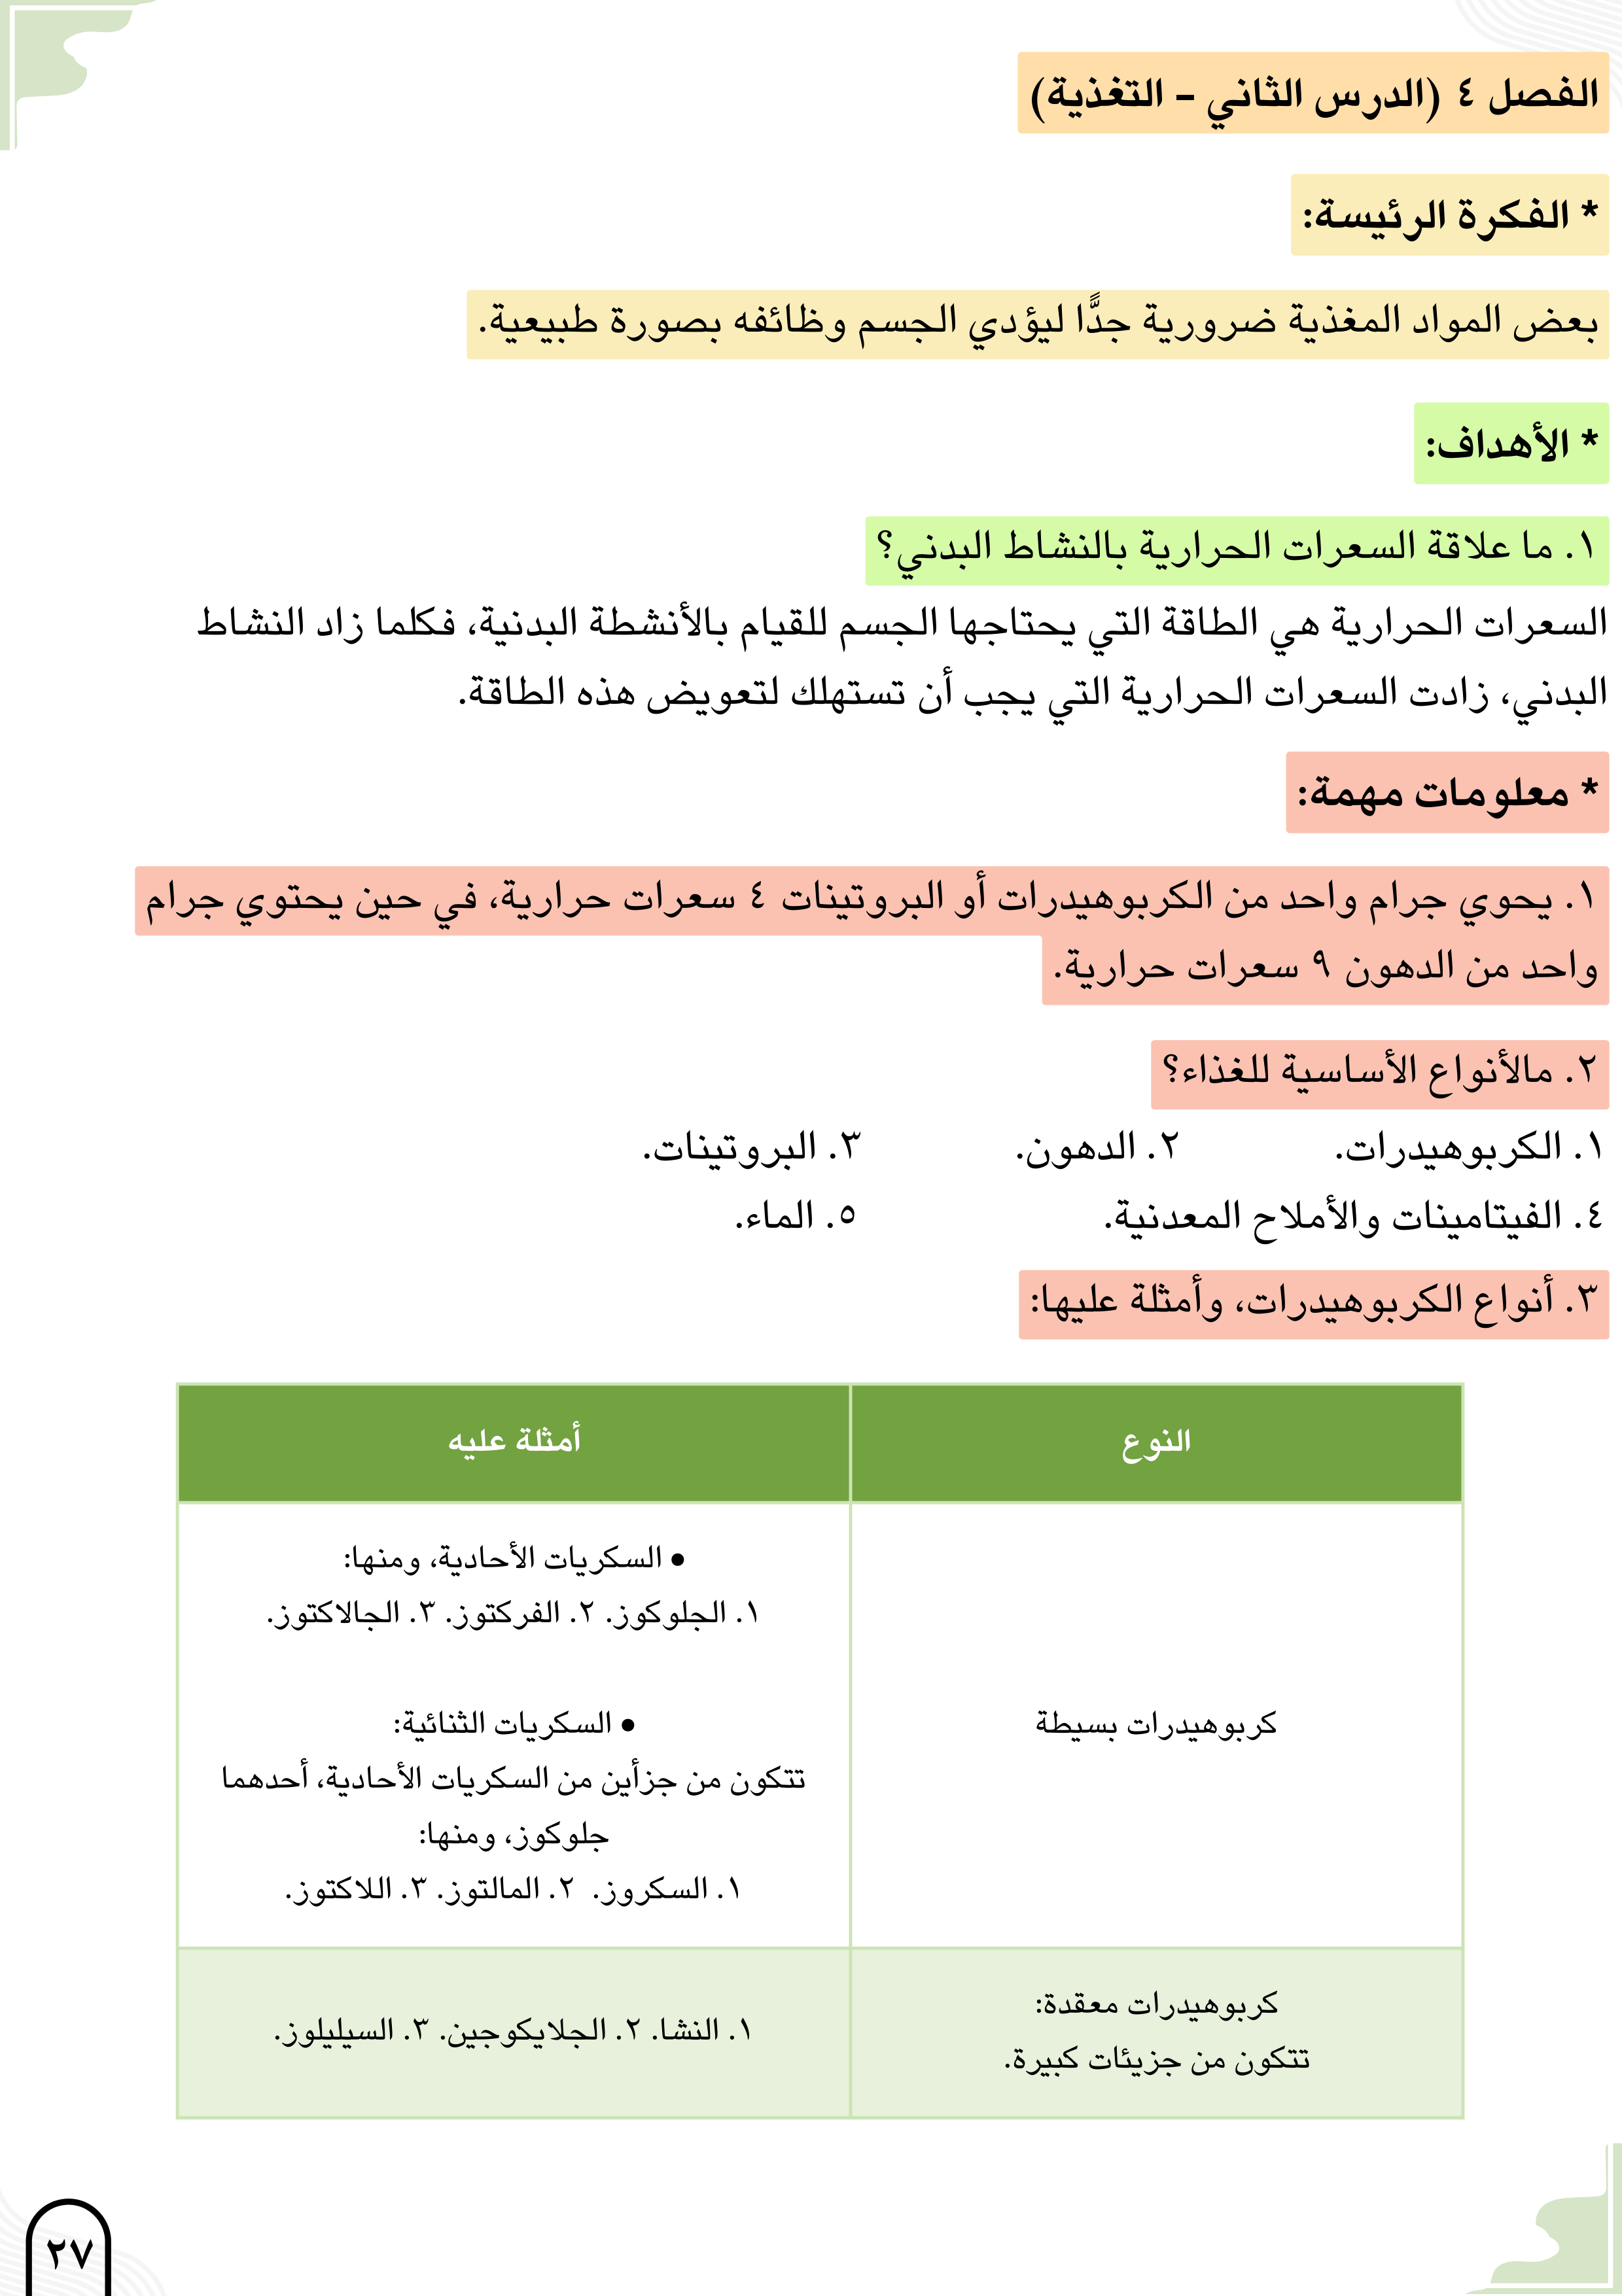 الفصل ٤ (الدرس الثاني - التغذية)
* الفكرة الرئيسة:
بعض المواد المغذية ضرورية جدًّا ليؤدي الجسم وظائفه بصورة طبيعية.
* الأهداف:
١. ما علاقة السعرات الحرارية بالنشاط البدني؟
السعرات الحرارية هي الطاقة التي يحتاجها الجسم للقيام بالأنشطة البدنية، فكلما زاد النشاط
البدني، زادت السعرات الحرارية التي يجب أن تستهلك لتعويض هذه الطاقة.
* معلومات مهمة:
١. يحوي جرام واحد من الكربوهيدرات أو البروتينات ٤ سعرات حرارية، في حين يحتوي جرام
واحد من الدهون ٩ سعرات حرارية.
٢. مالأنواع الأساسية للغذاء؟
١. الكربوهيدرات. ٢. الدهون. ٣. البروتينات.
٤. الفيتامينات والأملاح المعدنية. ٥. الماء.
٣. أنواع الكربوهيدرات، وأمثلة عليها:
النوع أمثلة عليه
كربوهيدرات بسيطة
• السكريات الأحادية، ومنها:
١. الجلوكوز. ٢. الفركتوز. ٣. الجالاكتوز.
• السكريات الثنائية:
تتكون من جزأين من السكريات الأحادية، أحدهما
جلوكوز، ومنها:
١. السكروز. ٢. المالتوز. ٣. اللاكتوز.
كربوهيدرات معقدة:
تتكون من جزيئات كبيرة.
١. النشا. ٢. الجلايكوجين. ٣. السيليلوز.
٢٧